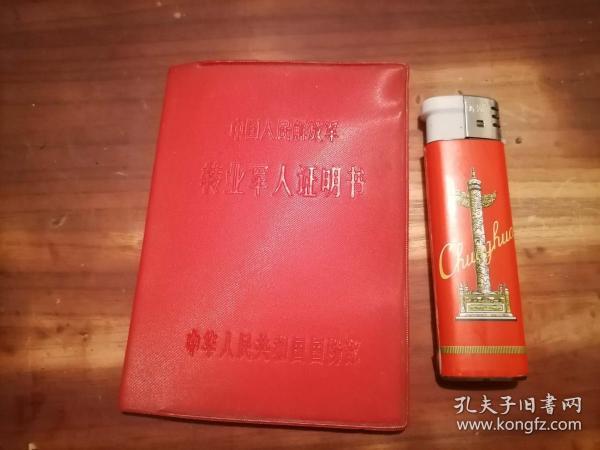 中国人民解放军
转业军人证明书
中华人民共和国国防部
Chunghua
孔夫子旧书网
www.kongfz.com